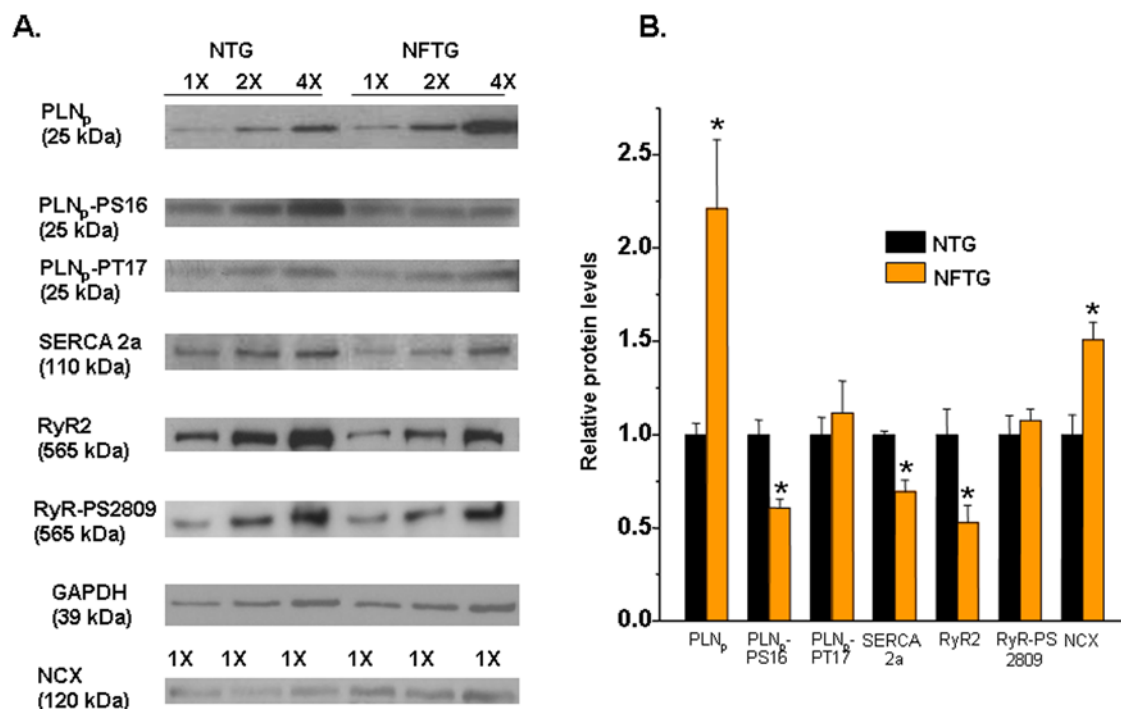 A.
NTG NFTG
1X 2X 4X 1X 2X 4X
PLNp
(25 kDa)
PLNp-PS16
(25 kDa)
PLNp-PT17
(25 kDa)
SERCA 2a
(110 kDa)
RyR2
(565 kDa)
RyR-PS2809
(565 kDa)
GAPDH
(39 kDa)
1X 1X 1X 1X 1X 1X
NCX
(120 kDa)
B.
Relative protein levels
2.5
2.0
1.5
1.0
0.5
0.0
* * * * *
NTG
NFTG
PLNp
PLNp-
PS16
PLNp-
PT17
SERCA
2a
RyR2
RyR-PS
2809
NCX